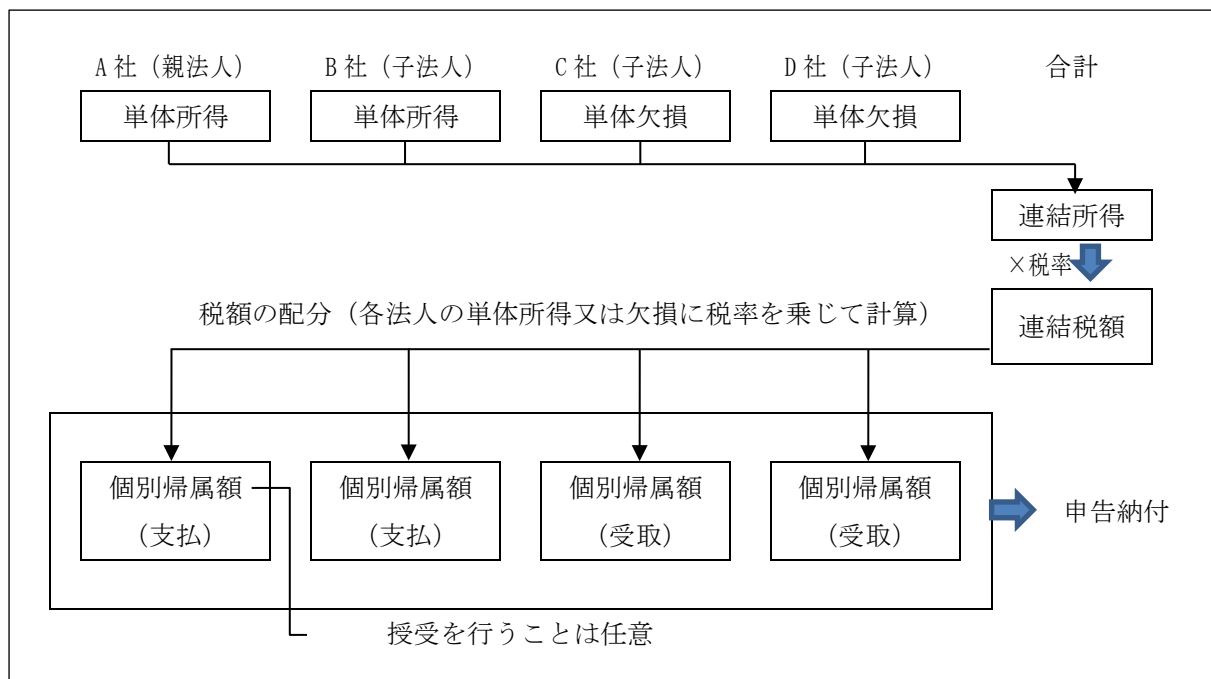 A社（親法人） B社（子法人） C社（子法人） D社（子法人） 合計
単体所得 単体所得 単体欠損 単体欠損
連結所得
×税率
税額の配分（各法人の単体所得又は欠損に税率を乗じて計算）
連結税額
個別帰属額 個別帰属額 個別帰属額 個別帰属額
（支払） （支払） （受取） （受取）
申告納付
授受を行うことは任意